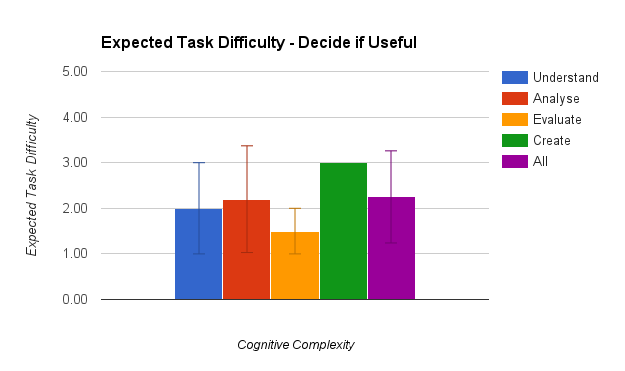 Expected Task Difficulty - Decide if Useful
5.00
4.00
3.00
2.00
1.00
0.00
Expected Task Difficulty
Cognitive Complexity
Understand
Analyse
Evaluate
Create
All